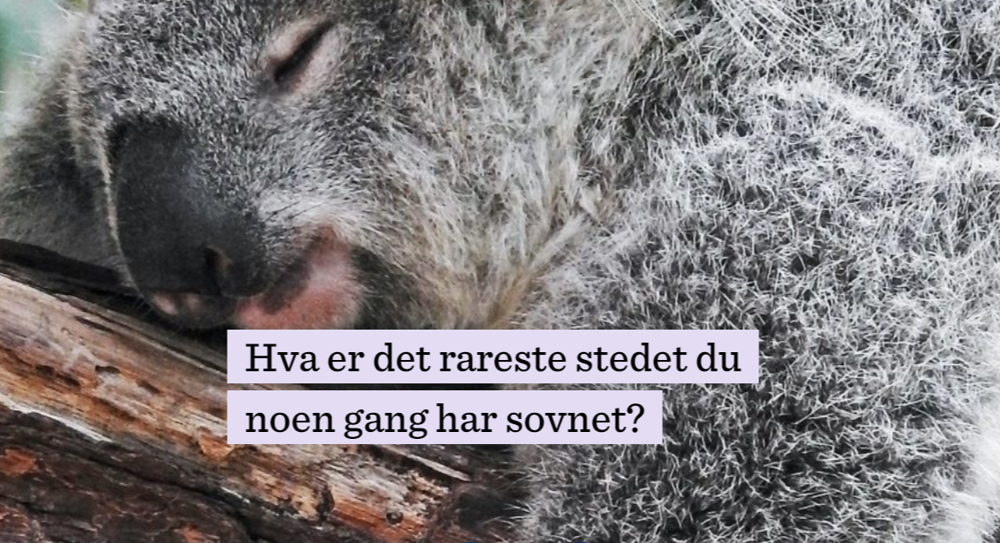 Hva er det rareste stedet du
noen gang har sovnet?